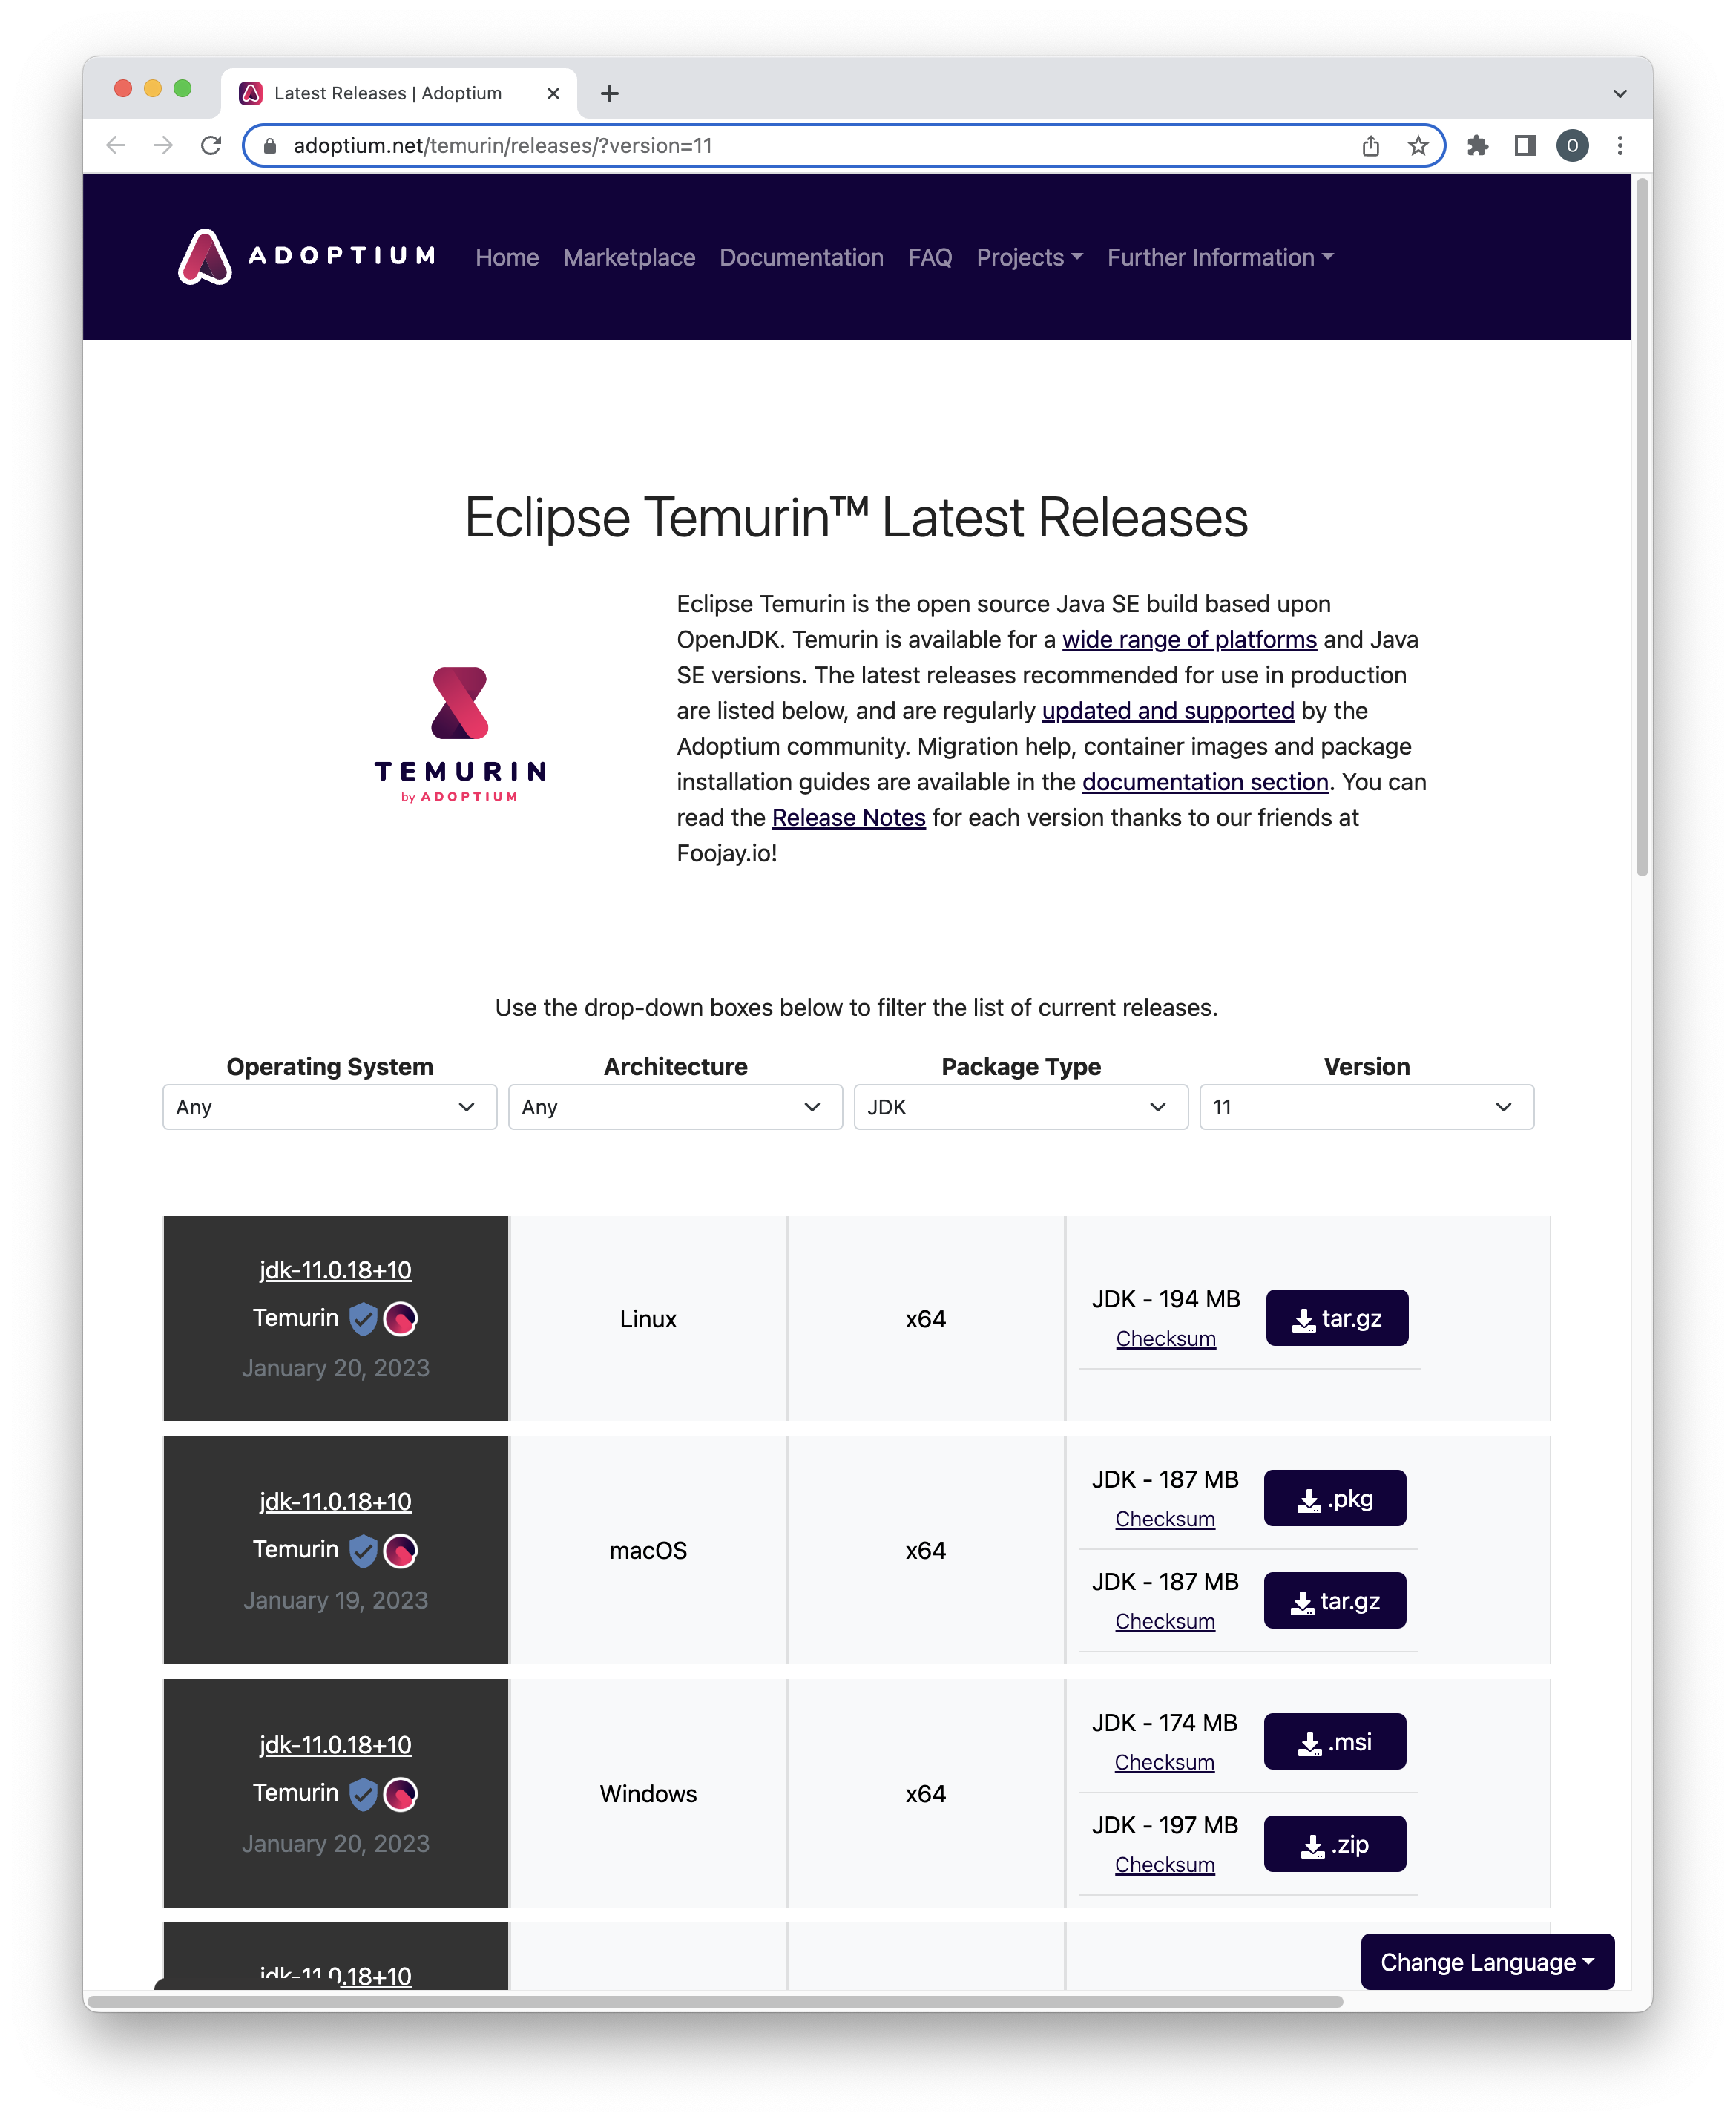 Latest Releases | Adoptium
adoptium.net/temurin/releases/?version=11
O
ADOPTIUM Home Marketplace Documentation FAQ Projects Further Information
Eclipse Temurin™ Latest Releases
TEMURIN
by ADOPTIUM
Eclipse Temurin is the open source Java SE build based upon
OpenJDK. Temurin is available for a wide range of platforms and Java
SE versions. The latest releases recommended for use in production
are listed below, and are regularly updated and supported by the
Adoptium community. Migration help, container images and package
installation guides are available in the documentation section. You can
read the Release Notes for each version thanks to our friends at
Foojay.io!
Use the drop-down boxes below to filter the list of current releases.
Operating System Architecture Package Type Version
Any Any JDK 11
jdk-11.0.18+10
Temurin
January 20, 2023
Linux
x64
JDK - 194 MB
Checksum
tar.gz
jdk-11.0.18+10
Temurin
January 19, 2023
macOS
x64
JDK - 187 MB
Checksum
.pkg
JDK - 187 MB
Checksum
tar.gz
jdk-11.0.18+10
Temurin
January 20, 2023
Windows
x64
JDK - 174 MB
Checksum
.msi
JDK - 197 MB
Checksum
.zip
jdk-11.0.18+10
Change Language